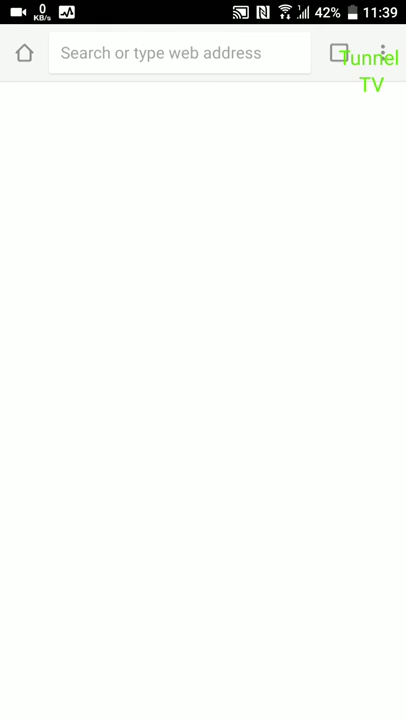 0
KB/s
42%
11:39
Search or type web address
Tunnel
TV